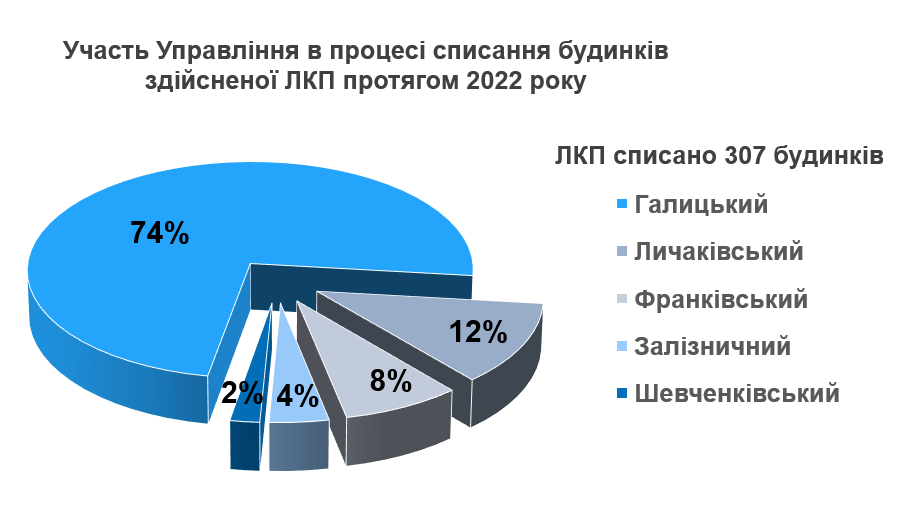 Участь Управління в процесі списання будинків
здійсненої ЛКП протягом 2022 року
ЛКП списано 307 будинків
Галицький
Личаківський
Франківський
Залізничний
Шевченківський
74%
12%
8%
4%
2%